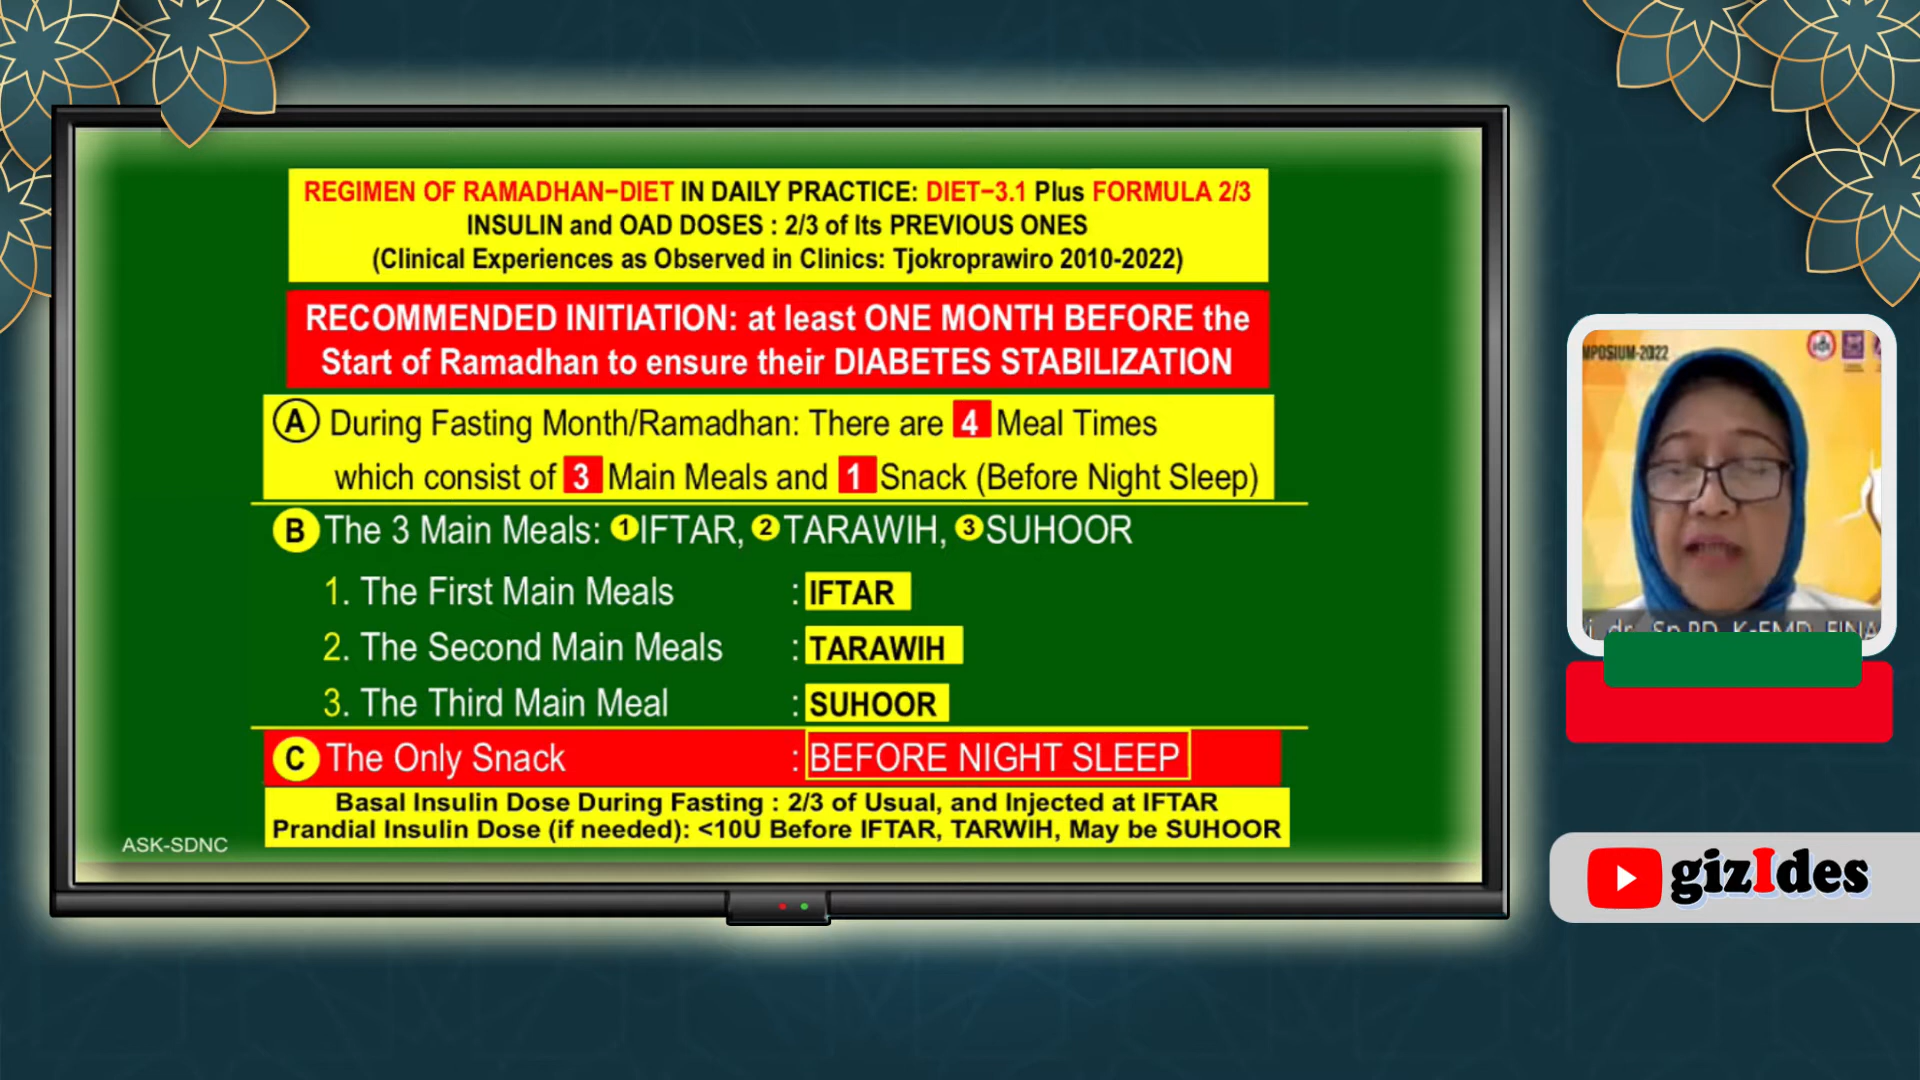 REGIMEN OF RAMADHAN-DIET IN DAILY PRACTICE: DIET-3.1 Plus FORMULA 2/3
INSULIN and OAD DOSES : 2/3 of Its PREVIOUS ONES
(Clinical Experiences as Observed in Clinics: Tjokroprawiro 2010-2022)
RECOMMENDED INITIATION: at least ONE MONTH BEFORE the
Start of Ramadhan to ensure their DIABETES STABILIZATION
A During Fasting Month/Ramadhan: There are 4 Meal Times
which consist of 3 Main Meals and 1 Snack (Before Night Sleep)
B The 3 Main Meals: 1 IFTAR, 2 TARAWIH, 3 SUHOOR
1. The First Main Meals : IFTAR
2. The Second Main Meals : TARAWIH
3. The Third Main Meal : SUHOOR
C The Only Snack : BEFORE NIGHT SLEEP
Basal Insulin Dose During Fasting : 2/3 of Usual, and Injected at IFTAR
Prandial Insulin Dose (if needed): <10U Before IFTAR, TARWIH, May be SUHOOR
ASK-SDNC
MPOSIUM-2022
dr., Sp.PD, K-EMD, FINA
gizIdes